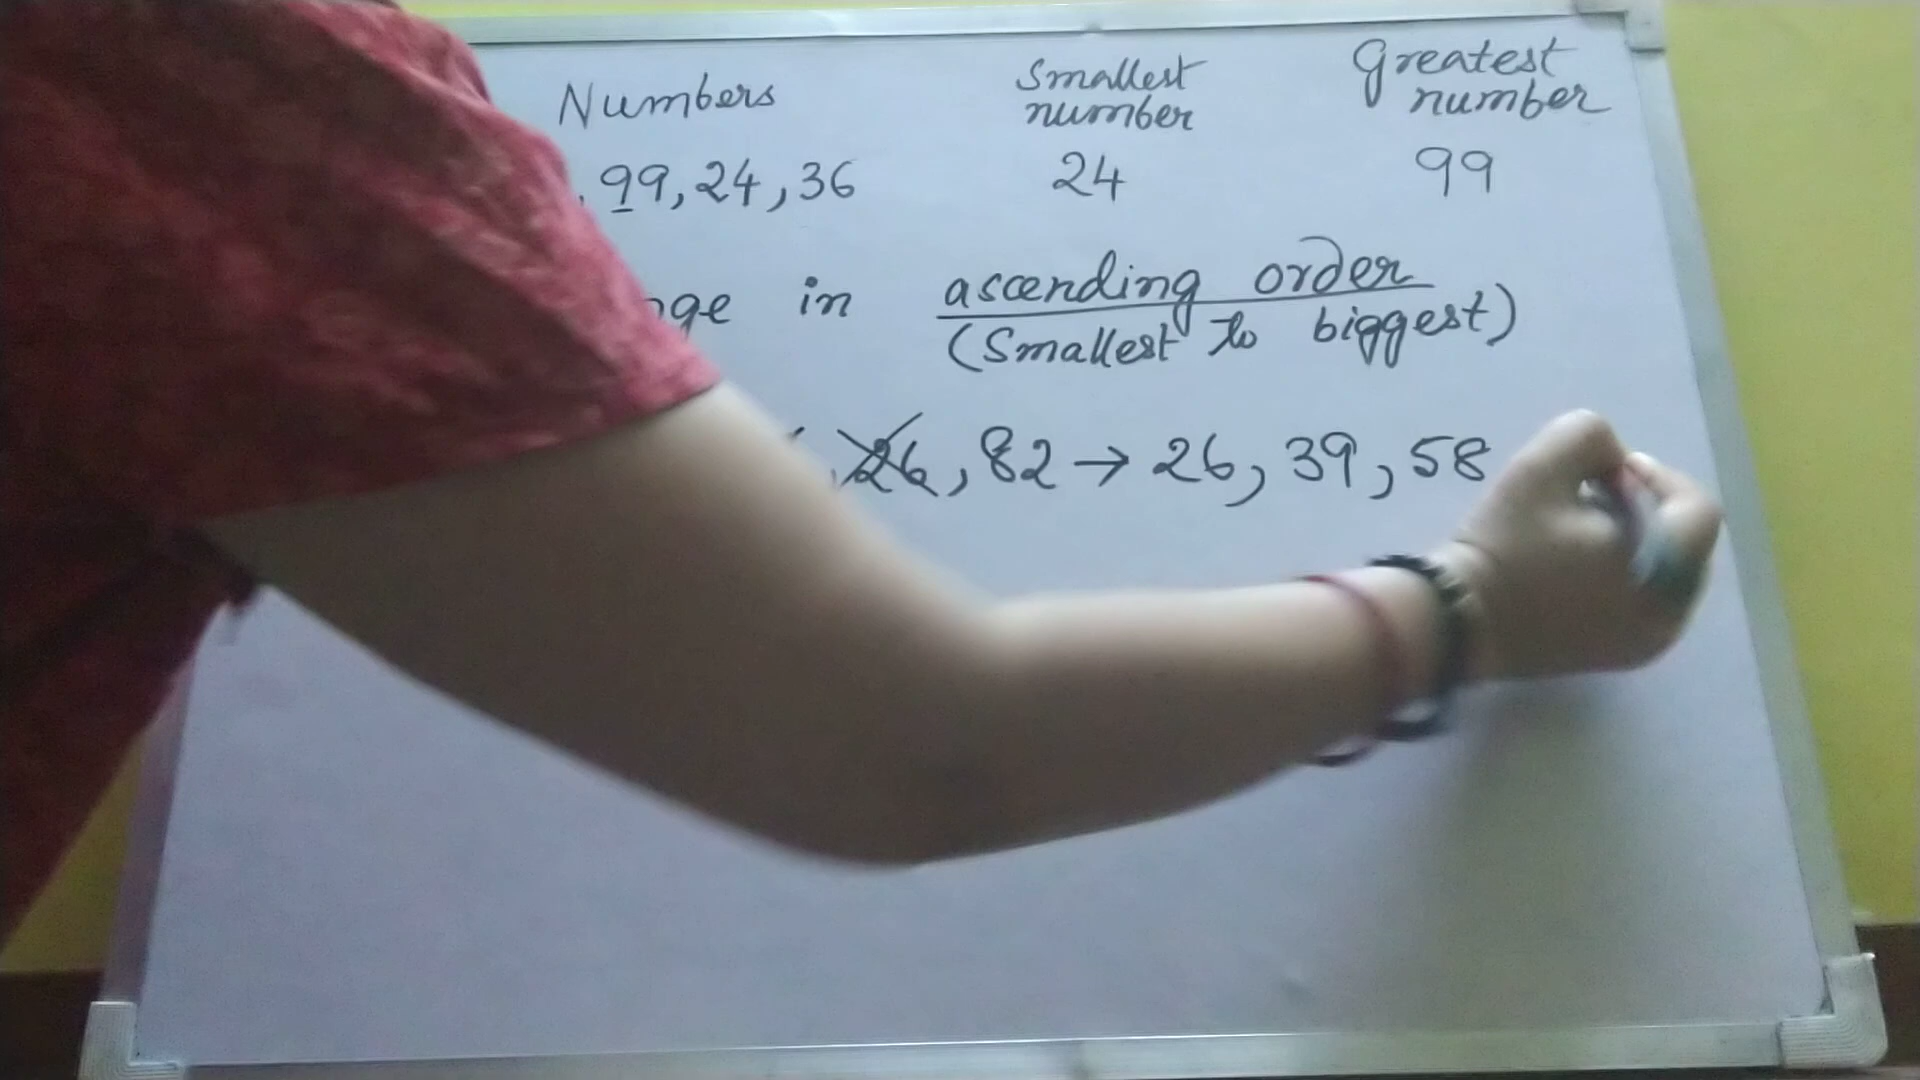 Numbers Smallest number Greatest number
99, 24, 36 24 99
in ascending order
(Smallest to biggest)
26, 82 → 26, 39, 58